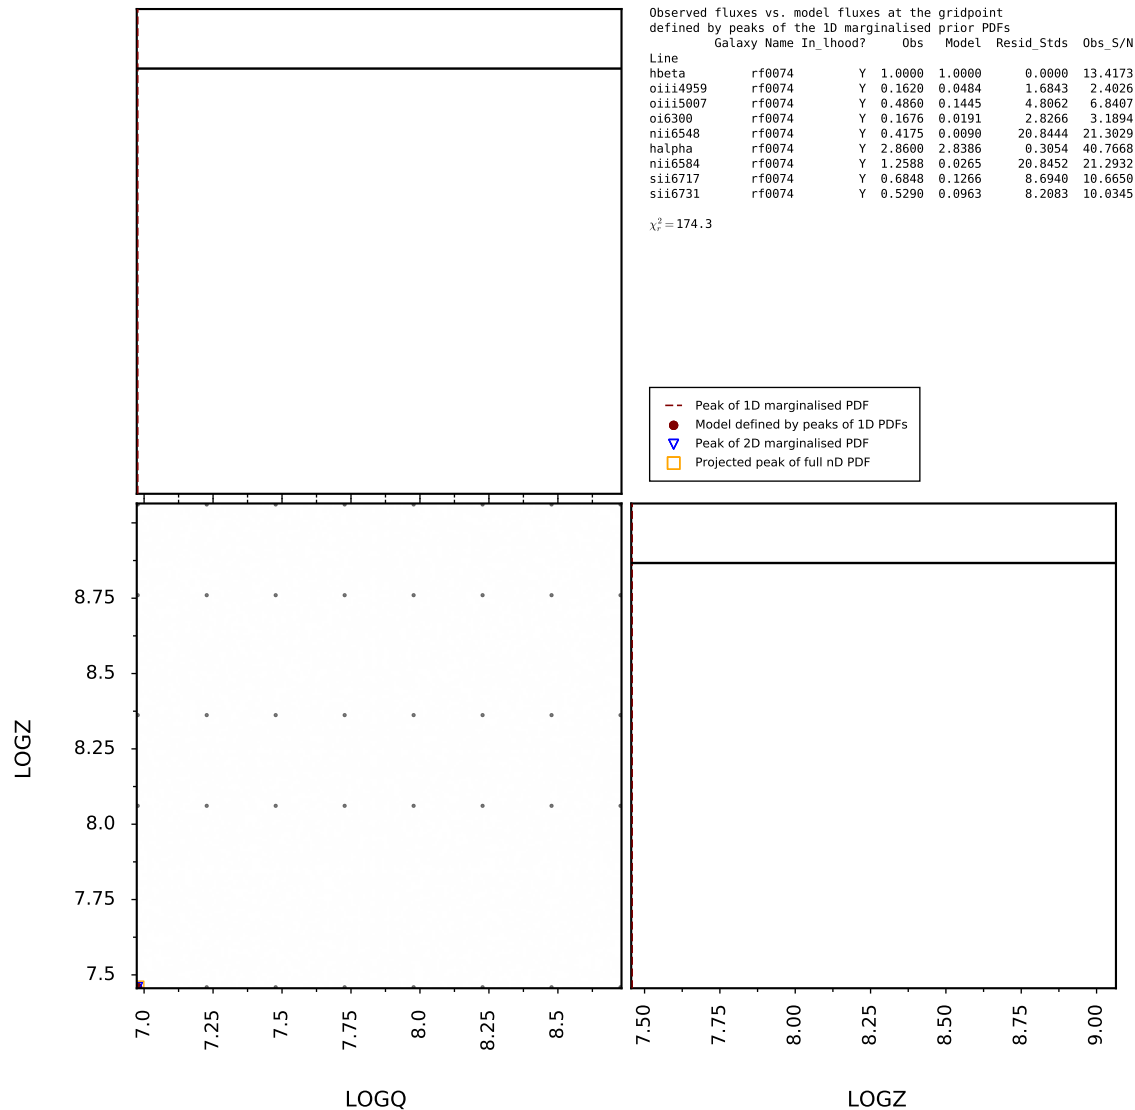 Observed fluxes vs. model fluxes at the gridpoint
defined by peaks of the 1D marginalised prior PDFs
Galaxy Name In_lhood? Obs Model Resid_Stds Obs_S/N
Line
hbeta rf0074 Y 1.0000 1.0000 0.0000 13.4173
oiii4959 rf0074 Y 0.1620 0.0484 1.6843 2.4026
oiii5007 rf0074 Y 0.4860 0.1445 4.8062 6.8407
oi6300 rf0074 Y 0.1676 0.0191 2.8266 3.1894
nii6548 rf0074 Y 0.4175 0.0090 20.8444 21.3029
halpha rf0074 Y 2.8600 2.8386 0.3054 40.7668
nii6584 rf0074 Y 1.2588 0.0265 20.8452 21.2932
sii6717 rf0074 Y 0.6848 0.1266 8.6940 10.6650
sii6731 rf0074 Y 0.5290 0.0963 8.2083 10.0345
χ²ᵣ=174.3
Peak of 1D marginalised PDF
Model defined by peaks of 1D PDFs
Peak of 2D marginalised PDF
Projected peak of full nD PDF
LOGZ
8.75
8.5
8.25
8.0
7.75
7.5
7.0 7.25 7.5 7.75 8.0 8.25 8.5
LOGQ
7.50 7.75 8.00 8.25 8.50 8.75 9.00
LOGZ